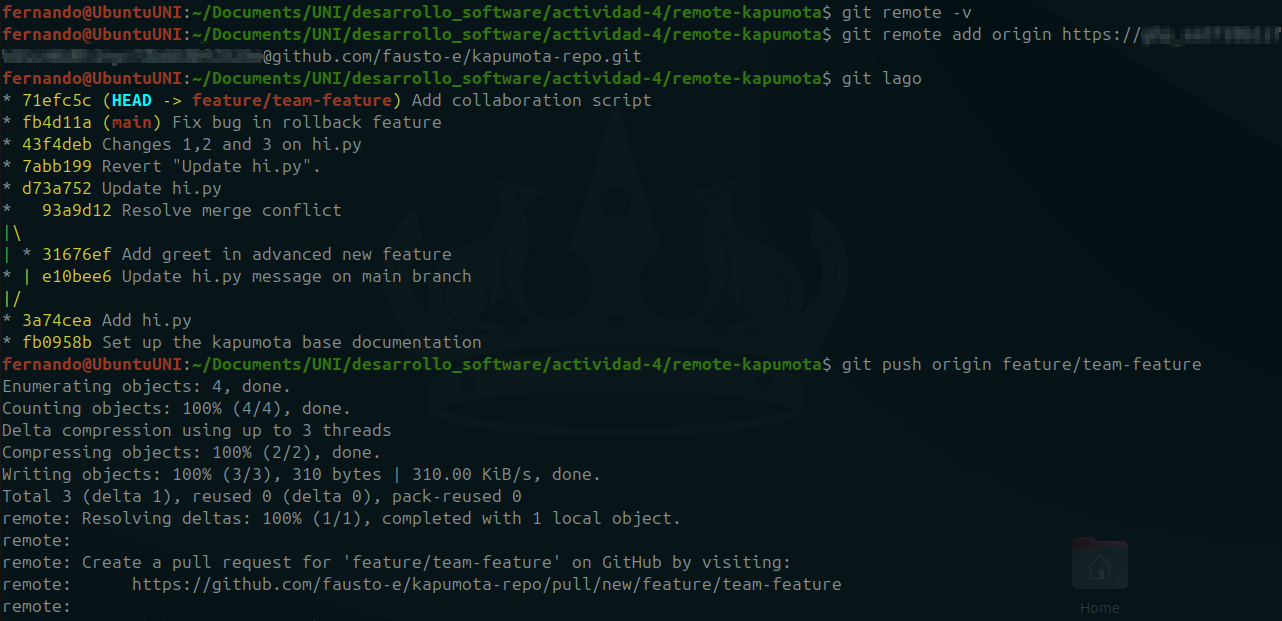 fernando@UbuntuUNI:~/Documents/UNI/desarrollo_software/actividad-4/remote-kapumota$ git remote -v
fernando@UbuntuUNI:~/Documents/UNI/desarrollo_software/actividad-4/remote-kapumota$ git remote add origin https://
@github.com/fausto-e/kapumota-repo.git
fernando@UbuntuUNI:~/Documents/UNI/desarrollo_software/actividad-4/remote-kapumota$ git lago
* 71efc5c (HEAD -> feature/team-feature) Add collaboration script
* fb4d11a (main) Fix bug in rollback feature
* 43f4deb Changes 1,2 and 3 on hi.py
* 7abb199 Revert "Update hi.py".
* d73a752 Update hi.py
*   93a9d12 Resolve merge conflict
|\
| * 31676ef Add greet in advanced new feature
* | e10bee6 Update hi.py message on main branch
|/
* 3a74cea Add hi.py
* fb0958b Set up the kapumota base documentation
fernando@UbuntuUNI:~/Documents/UNI/desarrollo_software/actividad-4/remote-kapumota$ git push origin feature/team-feature
Enumerating objects: 4, done.
Counting objects: 100% (4/4), done.
Delta compression using up to 3 threads
Compressing objects: 100% (2/2), done.
Writing objects: 100% (3/3), 310 bytes | 310.00 KiB/s, done.
Total 3 (delta 1), reused 0 (delta 0), pack-reused 0
remote: Resolving deltas: 100% (1/1), completed with 1 local object.
remote:
remote: Create a pull request for 'feature/team-feature' on GitHub by visiting:
remote:      https://github.com/fausto-e/kapumota-repo/pull/new/feature/team-feature
remote:
Home